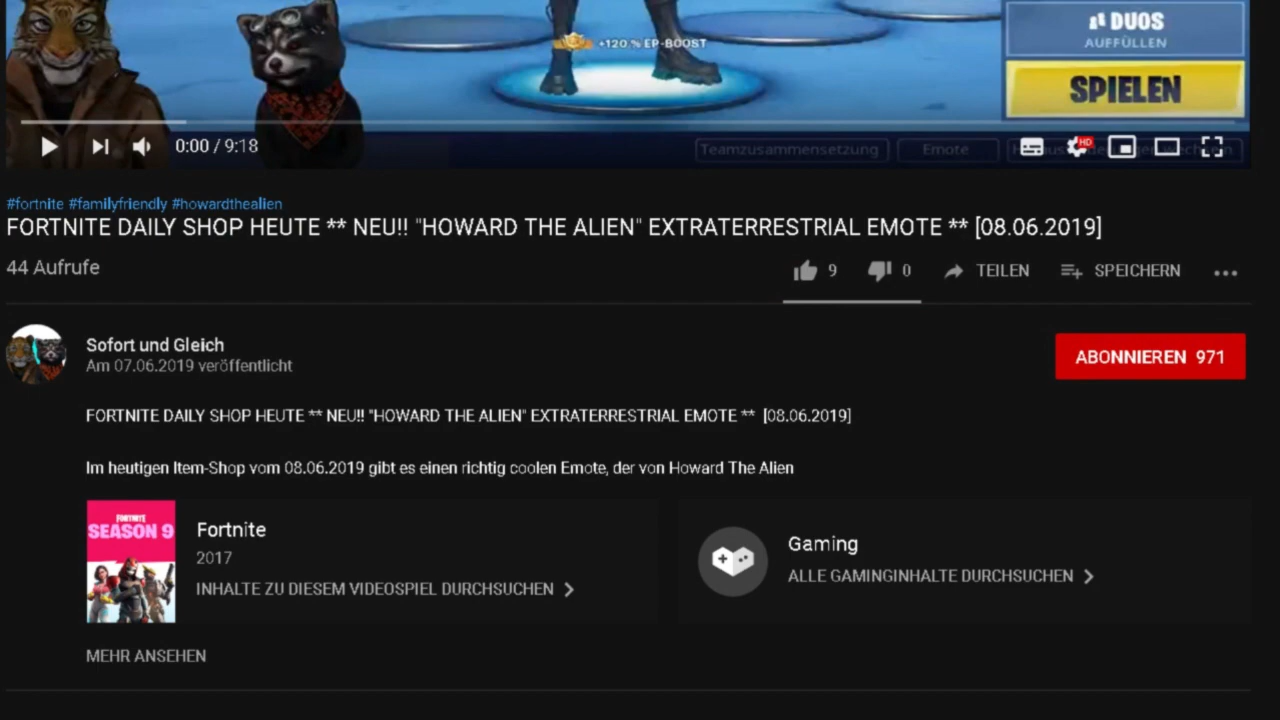 DUOS
AUFFÜLLEN
+120 % EP-BOOST
SPIELEN
0:00 / 9:18
Teamzusammensetzung
Emote
HD
#fortnite #familyfriendly #howardthealien
FORTNITE DAILY SHOP HEUTE ** NEU!! "HOWARD THE ALIEN" EXTRATERRESTRIAL EMOTE ** [08.06.2019]
44 Aufrufe
9
0
TEILEN
SPEICHERN
Sofort und Gleich
Am 07.06.2019 veröffentlicht
ABONNIEREN 971
FORTNITE DAILY SHOP HEUTE ** NEU!! "HOWARD THE ALIEN" EXTRATERRESTRIAL EMOTE ** [08.06.2019]
Im heutigen Item-Shop vom 08.06.2019 gibt es einen richtig coolen Emote, der von Howard The Alien
FORTNITE
SEASON 9
Fortnite
2017
INHALTE ZU DIESEM VIDEOSPIEL DURCHSUCHEN
Gaming
ALLE GAMINGINHALTE DURCHSUCHEN
MEHR ANSEHEN